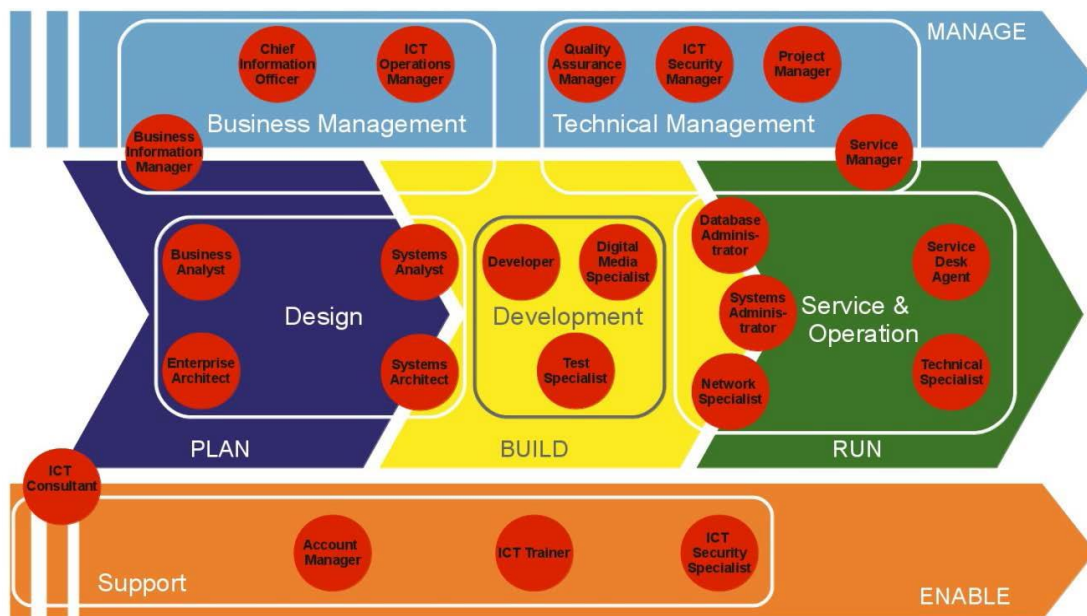 MANAGE
Chief
Information
Officer
ICT
Operations
Manager
Quality
Assurance
Manager
ICT
Security
Manager
Project
Manager
Business Management
Technical Management
Business
Information
Manager
Service
Manager
Business
Analyst
Systems
Analyst
Developer
Digital
Media
Specialist
Database
Adminis-
trator
Service
Desk
Agent
Design
Development
Systems
Adminis-
trator
Service &
Operation
Enterprise
Architect
Systems
Architect
Test
Specialist
Network
Specialist
Technical
Specialist
PLAN
BUILD
RUN
ICT
Consultant
Account
Manager
ICT Trainer
ICT
Security
Specialist
Support
ENABLE